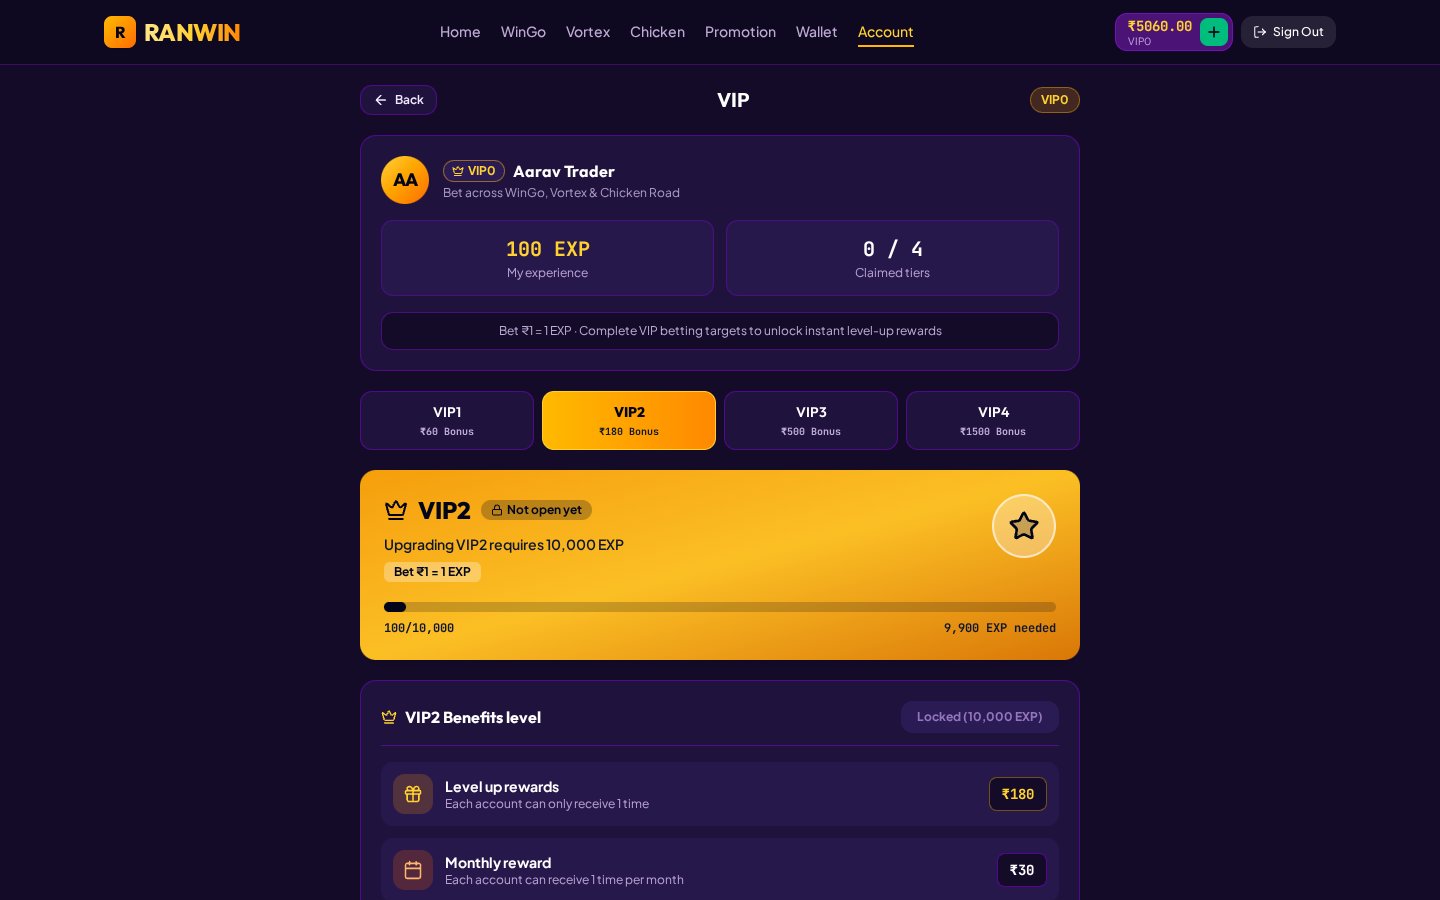 R RANWIN
Home WinGo Vortex Chicken Promotion Wallet Account
₹5060.00
VIP0
Sign Out
Back
VIP
VIP0
AA
VIP0 Aarav Trader
Bet across WinGo, Vortex & Chicken Road
100 EXP
My experience
0 / 4
Claimed tiers
Bet ₹1 = 1 EXP · Complete VIP betting targets to unlock instant level-up rewards
VIP1
₹60 Bonus
VIP2
₹180 Bonus
VIP3
₹500 Bonus
VIP4
₹1500 Bonus
VIP2 Not open yet
Upgrading VIP2 requires 10,000 EXP
Bet ₹1 = 1 EXP
100/10,000 9,900 EXP needed
VIP2 Benefits level Locked (10,000 EXP)
Level up rewards
Each account can only receive 1 time
₹180
Monthly reward
Each account can receive 1 time per month
₹30